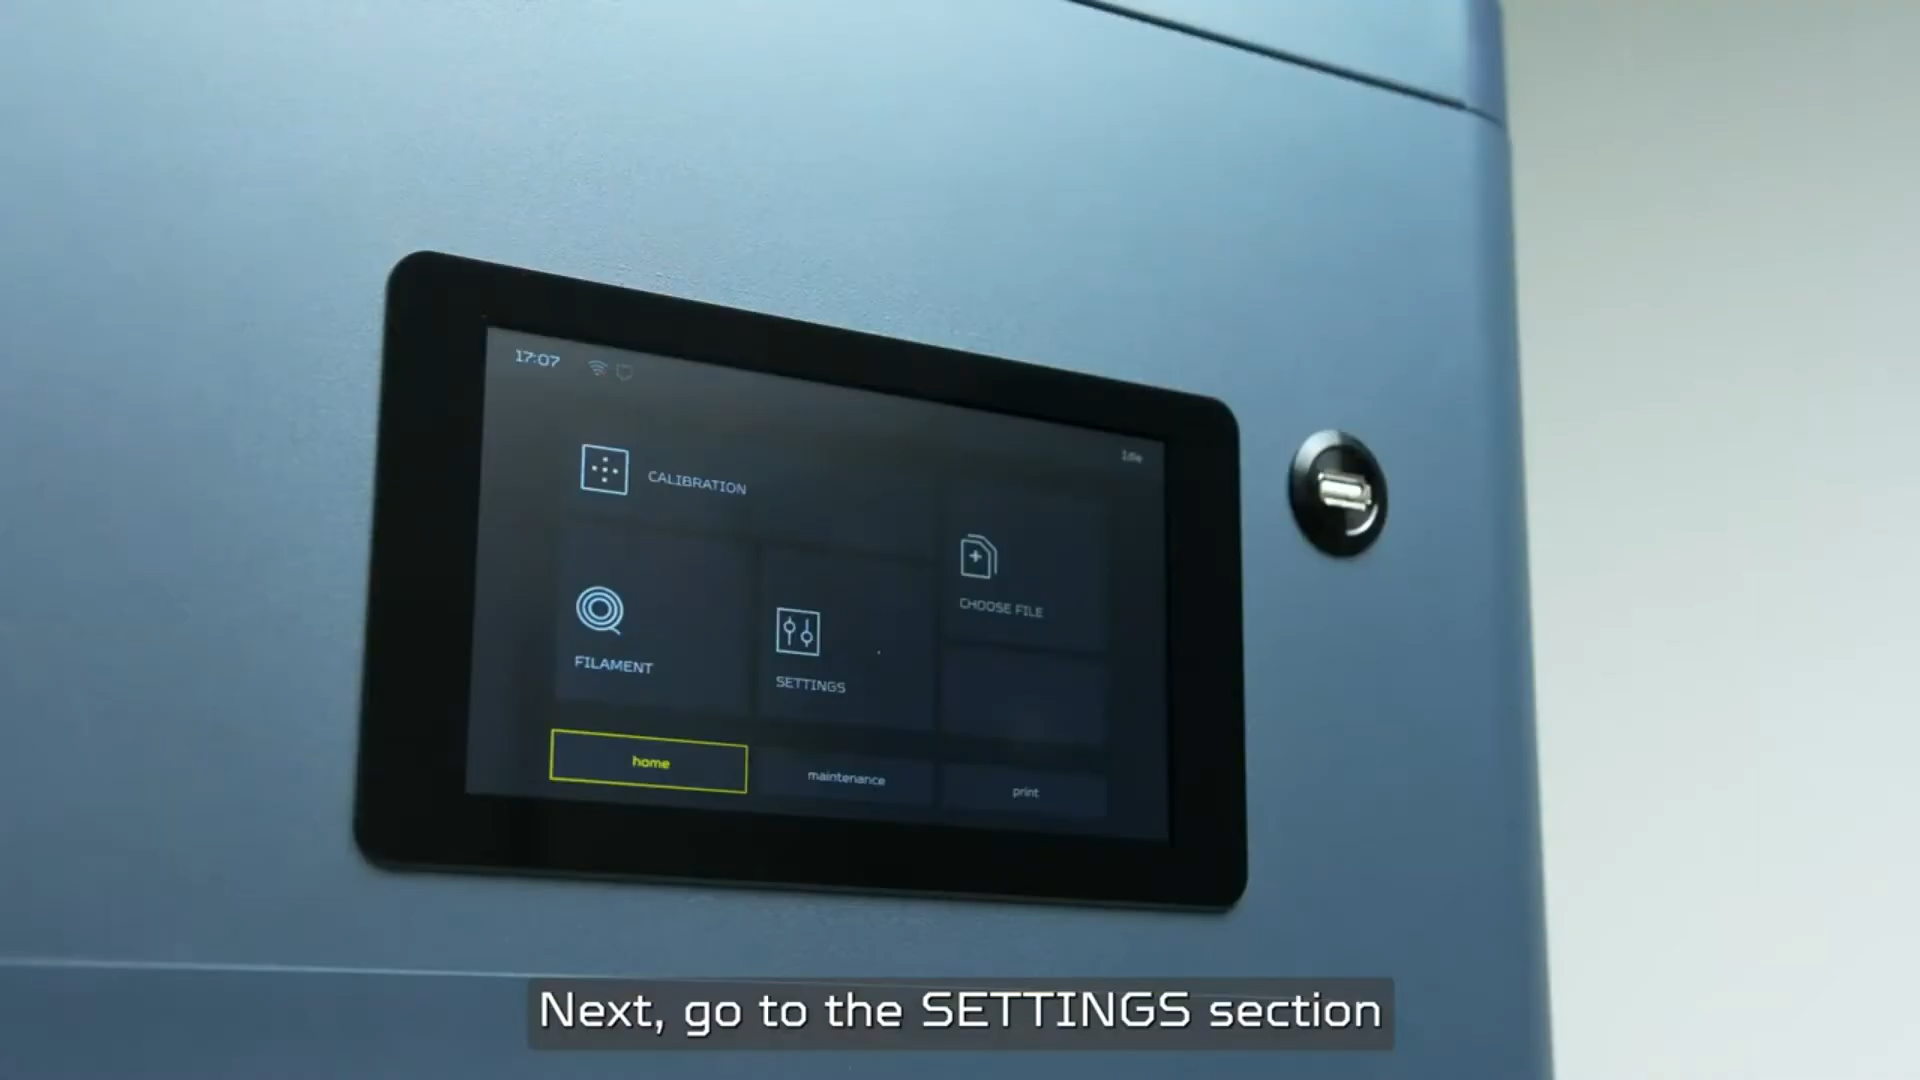 17:07
Idle
CALIBRATION
CHOOSE FILE
FILAMENT
SETTINGS
home
maintenance
print
Next, go to the SETTINGS section